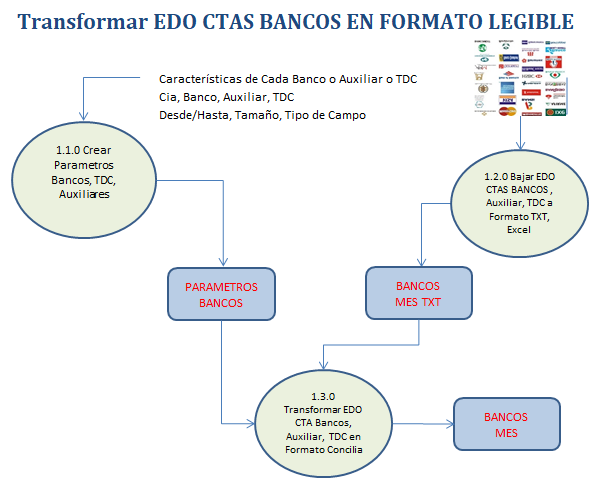 Transformar EDO CTAS BANCOS EN FORMATO LEGIBLE
Características de Cada Banco o Auxiliar o TDC
Cia, Banco, Auxiliar, TDC
Desde/Hasta, Tamaño, Tipo de Campo
1.1.0 Crear
Parametros
Bancos, TDC,
Auxiliares
1.2.0 Bajar EDO
CTAS BANCOS ,
Auxiliar, TDC a
Formato TXT,
Excel
PARAMETROS
BANCOS
BANCOS
MES TXT
1.3.0
Transformar EDO
CTA Bancos,
Auxiliar, TDC en
Formato Concilia
BANCOS
MES